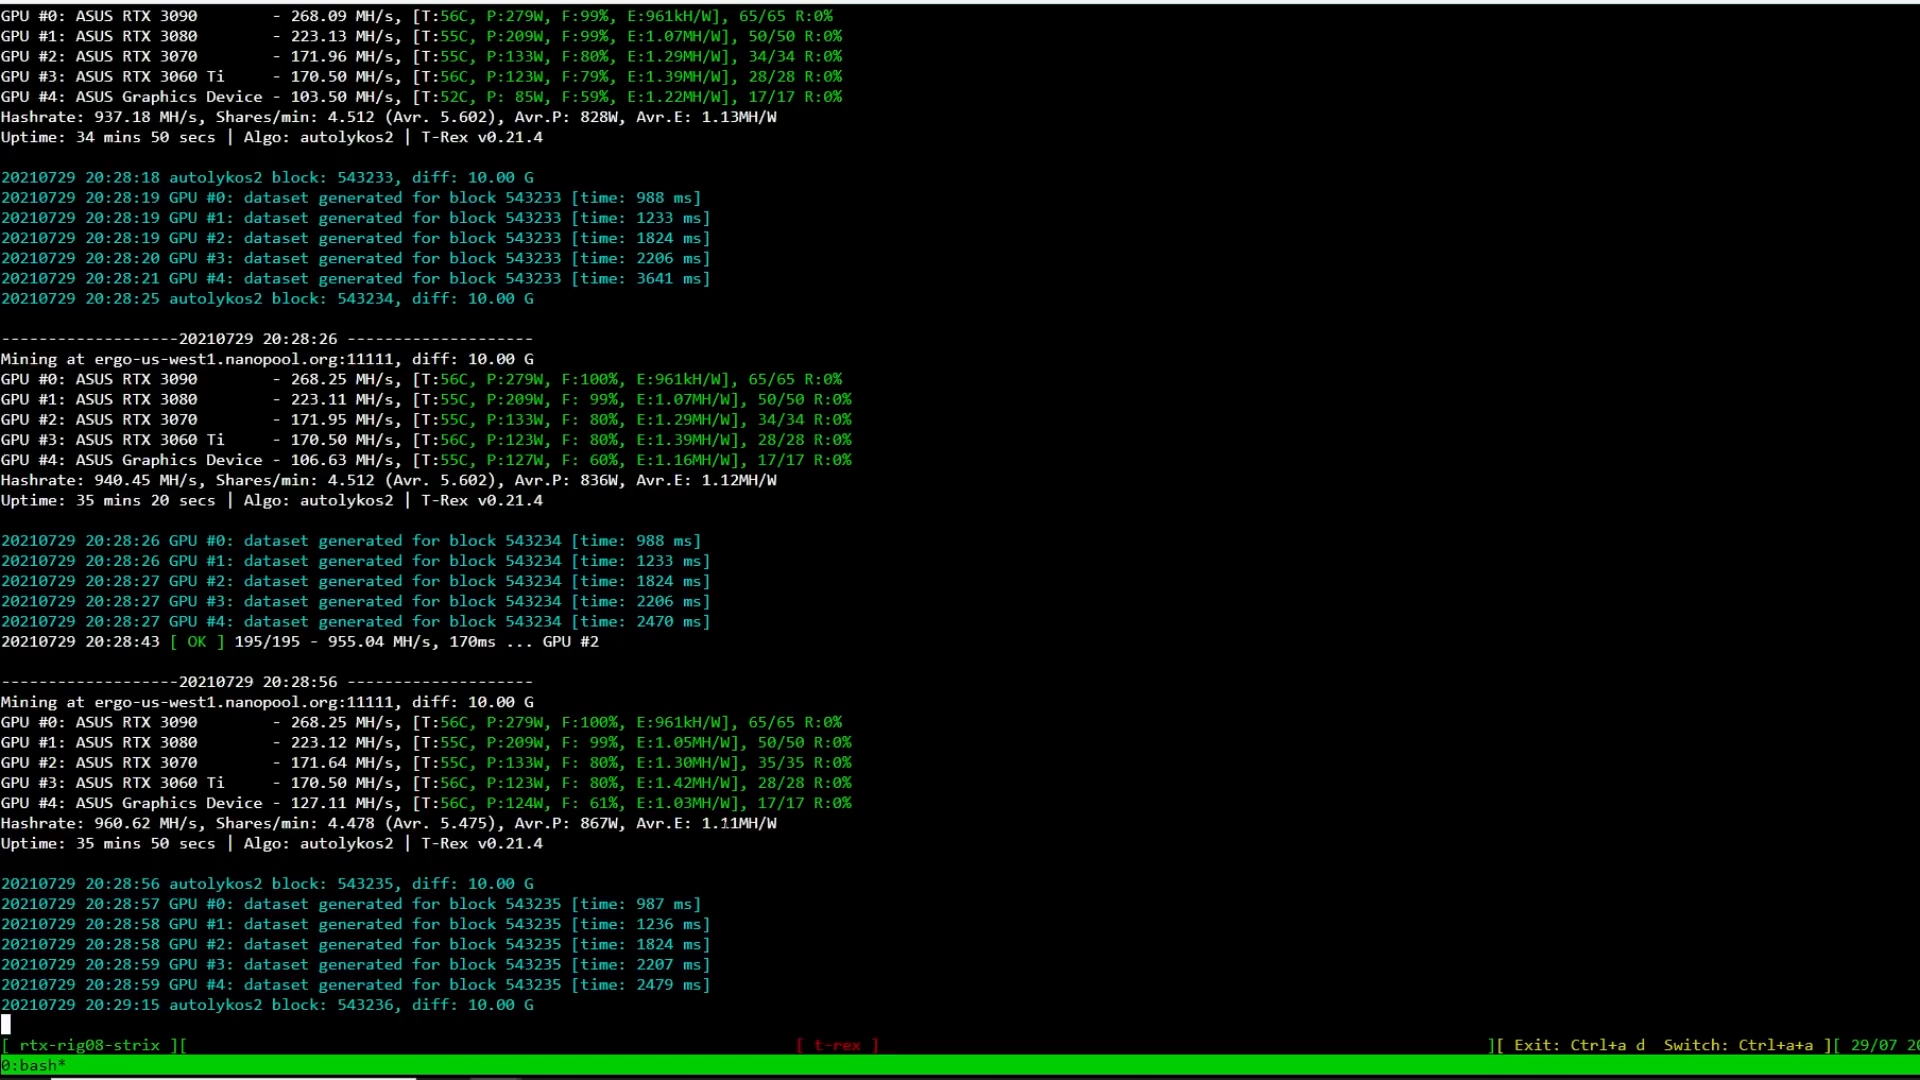 GPU #0: ASUS RTX 3090        - 268.09 MH/s, [T:56C, P:279W, F:99%, E:961kH/W], 65/65 R:0%
GPU #1: ASUS RTX 3080        - 223.13 MH/s, [T:55C, P:209W, F:99%, E:1.07MH/W], 50/50 R:0%
GPU #2: ASUS RTX 3070        - 171.96 MH/s, [T:55C, P:133W, F:80%, E:1.29MH/W], 34/34 R:0%
GPU #3: ASUS RTX 3060 Ti     - 170.50 MH/s, [T:56C, P:123W, F:79%, E:1.39MH/W], 28/28 R:0%
GPU #4: ASUS Graphics Device - 103.50 MH/s, [T:52C, P: 85W, F:59%, E:1.22MH/W], 17/17 R:0%
Hashrate: 937.18 MH/s, Shares/min: 4.512 (Avr. 5.602), Avr.P: 828W, Avr.E: 1.13MH/W
Uptime: 34 mins 50 secs | Algo: autolykos2 | T-Rex v0.21.4
20210729 20:28:18 autolykos2 block: 543233, diff: 10.00 G
20210729 20:28:19 GPU #0: dataset generated for block 543233 [time: 988 ms]
20210729 20:28:19 GPU #1: dataset generated for block 543233 [time: 1233 ms]
20210729 20:28:19 GPU #2: dataset generated for block 543233 [time: 1824 ms]
20210729 20:28:20 GPU #3: dataset generated for block 543233 [time: 2206 ms]
20210729 20:28:21 GPU #4: dataset generated for block 543233 [time: 3641 ms]
20210729 20:28:25 autolykos2 block: 543234, diff: 10.00 G
-------------------20210729 20:28:26 --------------------
Mining at ergo-us-west1.nanopool.org:11111, diff: 10.00 G
GPU #0: ASUS RTX 3090        - 268.25 MH/s, [T:56C, P:279W, F:100%, E:961kH/W], 65/65 R:0%
GPU #1: ASUS RTX 3080        - 223.11 MH/s, [T:55C, P:209W, F: 99%, E:1.07MH/W], 50/50 R:0%
GPU #2: ASUS RTX 3070        - 171.95 MH/s, [T:55C, P:133W, F: 80%, E:1.29MH/W], 34/34 R:0%
GPU #3: ASUS RTX 3060 Ti     - 170.50 MH/s, [T:56C, P:123W, F: 80%, E:1.39MH/W], 28/28 R:0%
GPU #4: ASUS Graphics Device - 106.63 MH/s, [T:55C, P:127W, F: 60%, E:1.16MH/W], 17/17 R:0%
Hashrate: 940.45 MH/s, Shares/min: 4.512 (Avr. 5.602), Avr.P: 836W, Avr.E: 1.12MH/W
Uptime: 35 mins 20 secs | Algo: autolykos2 | T-Rex v0.21.4
20210729 20:28:26 GPU #0: dataset generated for block 543234 [time: 988 ms]
20210729 20:28:26 GPU #1: dataset generated for block 543234 [time: 1233 ms]
20210729 20:28:27 GPU #2: dataset generated for block 543234 [time: 1824 ms]
20210729 20:28:27 GPU #3: dataset generated for block 543234 [time: 2206 ms]
20210729 20:28:27 GPU #4: dataset generated for block 543234 [time: 2470 ms]
20210729 20:28:43 [ OK ] 195/195 - 955.04 MH/s, 170ms ... GPU #2
-------------------20210729 20:28:56 --------------------
Mining at ergo-us-west1.nanopool.org:11111, diff: 10.00 G
GPU #0: ASUS RTX 3090        - 268.25 MH/s, [T:56C, P:279W, F:100%, E:961kH/W], 65/65 R:0%
GPU #1: ASUS RTX 3080        - 223.12 MH/s, [T:55C, P:209W, F: 99%, E:1.05MH/W], 50/50 R:0%
GPU #2: ASUS RTX 3070        - 171.64 MH/s, [T:55C, P:133W, F: 80%, E:1.30MH/W], 35/35 R:0%
GPU #3: ASUS RTX 3060 Ti     - 170.50 MH/s, [T:56C, P:123W, F: 80%, E:1.42MH/W], 28/28 R:0%
GPU #4: ASUS Graphics Device - 127.11 MH/s, [T:56C, P:124W, F: 61%, E:1.03MH/W], 17/17 R:0%
Hashrate: 960.62 MH/s, Shares/min: 4.478 (Avr. 5.475), Avr.P: 867W, Avr.E: 1.11MH/W
Uptime: 35 mins 50 secs | Algo: autolykos2 | T-Rex v0.21.4
20210729 20:28:56 autolykos2 block: 543235, diff: 10.00 G
20210729 20:28:57 GPU #0: dataset generated for block 543235 [time: 987 ms]
20210729 20:28:58 GPU #1: dataset generated for block 543235 [time: 1236 ms]
20210729 20:28:58 GPU #2: dataset generated for block 543235 [time: 1824 ms]
20210729 20:28:59 GPU #3: dataset generated for block 543235 [time: 2207 ms]
20210729 20:28:59 GPU #4: dataset generated for block 543235 [time: 2479 ms]
20210729 20:29:15 autolykos2 block: 543236, diff: 10.00 G
[ rtx-rig08-strix ][ [ t-rex ] ][ Exit: Ctrl+a d  Switch: Ctrl+a+a ][ 29/07 20
0:bash*